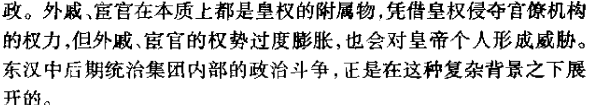 政。外戚、宦官在本质上都是皇权的附属物,凭借皇权侵夺官僚机构
的权力,但外戚、宦官的权势过度膨胀,也会对皇帝个人形成威胁。
东汉中后期统治集团内部的政治斗争,正是在这种复杂背景之下展
开的。